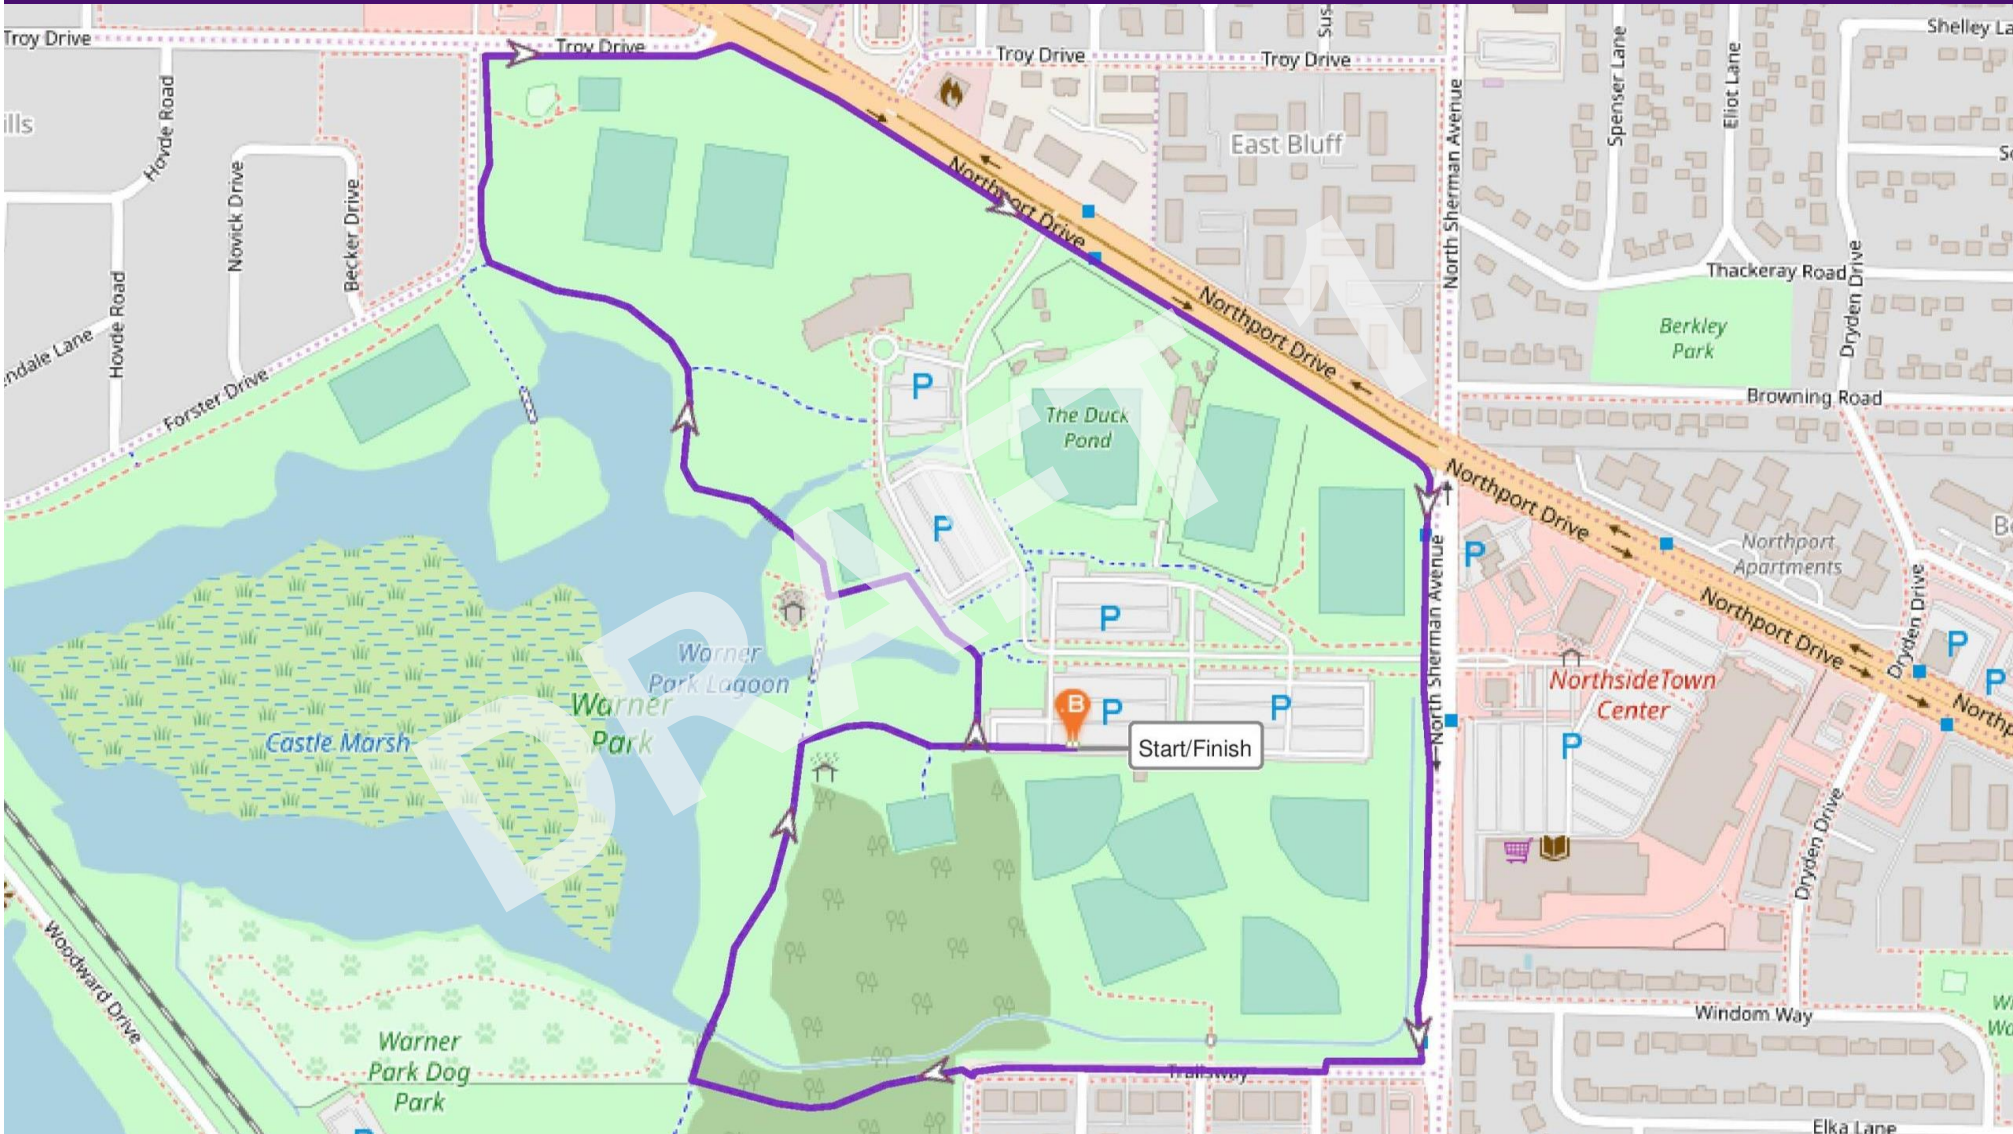 Troy Drive
Troy Drive
Troy Drive
Troy Drive
Shelley La
Hovde Road
North Sherman Avenue
Spenser Lane
Eliot Lane
ills
East Bluff
Novick Drive
Becker Drive
Northport Drive
Hovde Road
Thackeray Road
Dryden Drive
Northport Drive
Berkley
Park
endale Lane
Forster Drive
P
The Duck
Pond
Browning Road
Northport Drive
P
P
Northport
Apartments
North Sherman Avenue
Dryden Drive
Northport Drive
P
P
Warner
Park Lagoon
Warner
Park
Castle Marsh
B
P
P
Start/Finish
NorthsideTown
Center
P
P
Northp
DRAFT 1
Dryden Drive
Woodward Drive
Warner
Park Dog
Park
P
Trailsway
Windom Way
Elka Lane